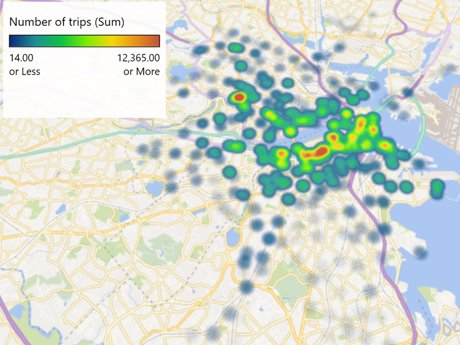 Number of trips (Sum)
14.00 12,365.00
or Less or More